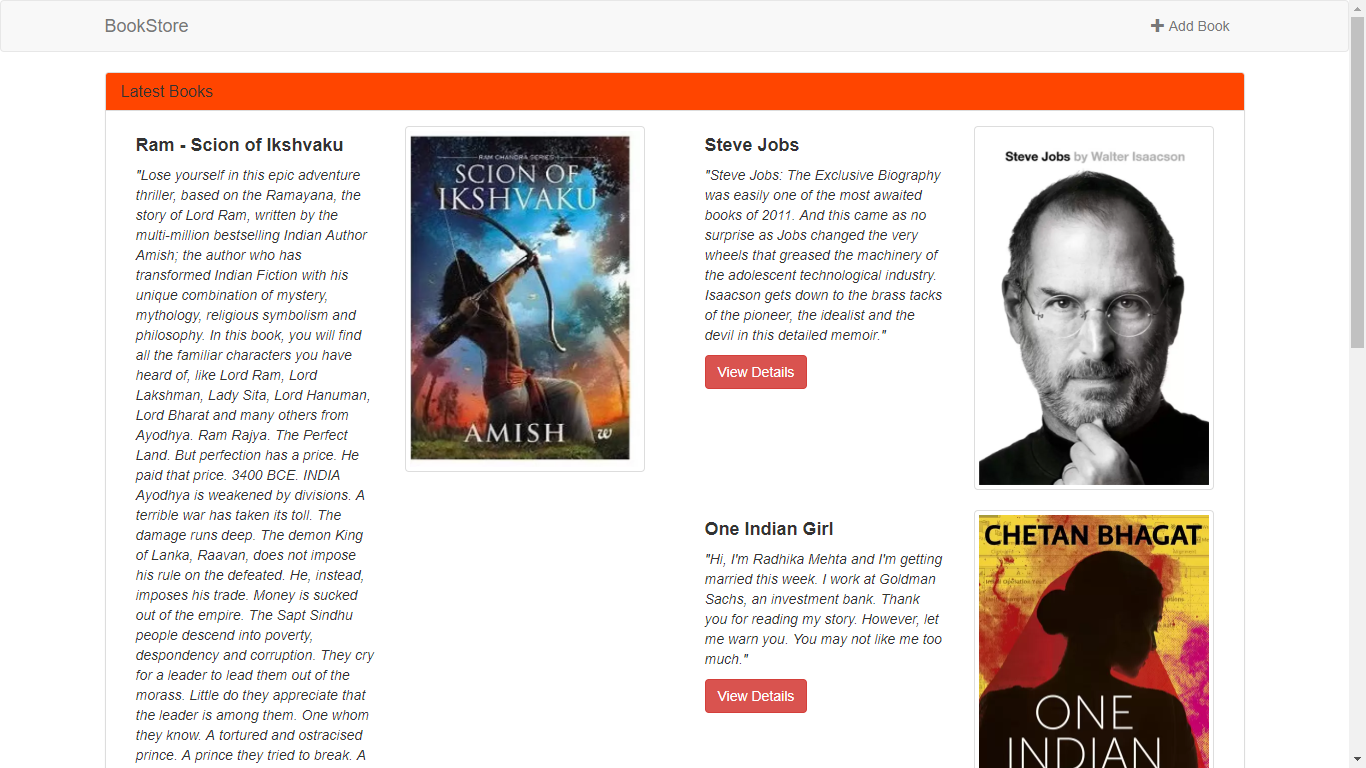 BookStore
Add Book
Latest Books
Ram - Scion of Ikshvaku
"Lose yourself in this epic adventure
thriller, based on the Ramayana, the
story of Lord Ram, written by the
multi-million bestselling Indian Author
Amish; the author who has
transformed Indian Fiction with his
unique combination of mystery,
mythology, religious symbolism and
philosophy. In this book, you will find
all the familiar characters you have
heard of, like Lord Ram, Lord
Lakshman, Lady Sita, Lord Hanuman,
Lord Bharat and many others from
Ayodhya. Ram Rajya. The Perfect
Land. But perfection has a price. He
paid that price. 3400 BCE. INDIA
Ayodhya is weakened by divisions. A
terrible war has taken its toll. The
damage runs deep. The demon King
of Lanka, Raavan, does not impose
his rule on the defeated. He, instead,
imposes his trade. Money is sucked
out of the empire. The Sapt Sindhu
people descend into poverty,
despondency and corruption. They cry
for a leader to lead them out of the
morass. Little do they appreciate that
the leader is among them. One whom
they know. A tortured and ostracised
prince. A prince they tried to break. A
RAM CHANDRA SERIES 1
SCION OF
IKSHVAKU
AMISH
w
Steve Jobs
"Steve Jobs: The Exclusive Biography
was easily one of the most awaited
books of 2011. And this came as no
surprise as Jobs changed the very
wheels that greased the machinery of
the adolescent technological industry.
Isaacson gets down to the brass tacks
of the pioneer, the idealist and the
devil in this detailed memoir."
View Details
Steve Jobs by Walter Isaacson
One Indian Girl
"Hi, I'm Radhika Mehta and I'm getting
married this week. I work at Goldman
Sachs, an investment bank. Thank
you for reading my story. However, let
me warn you. You may not like me too
much."
View Details
CHETAN BHAGAT
ONE
INDIAN